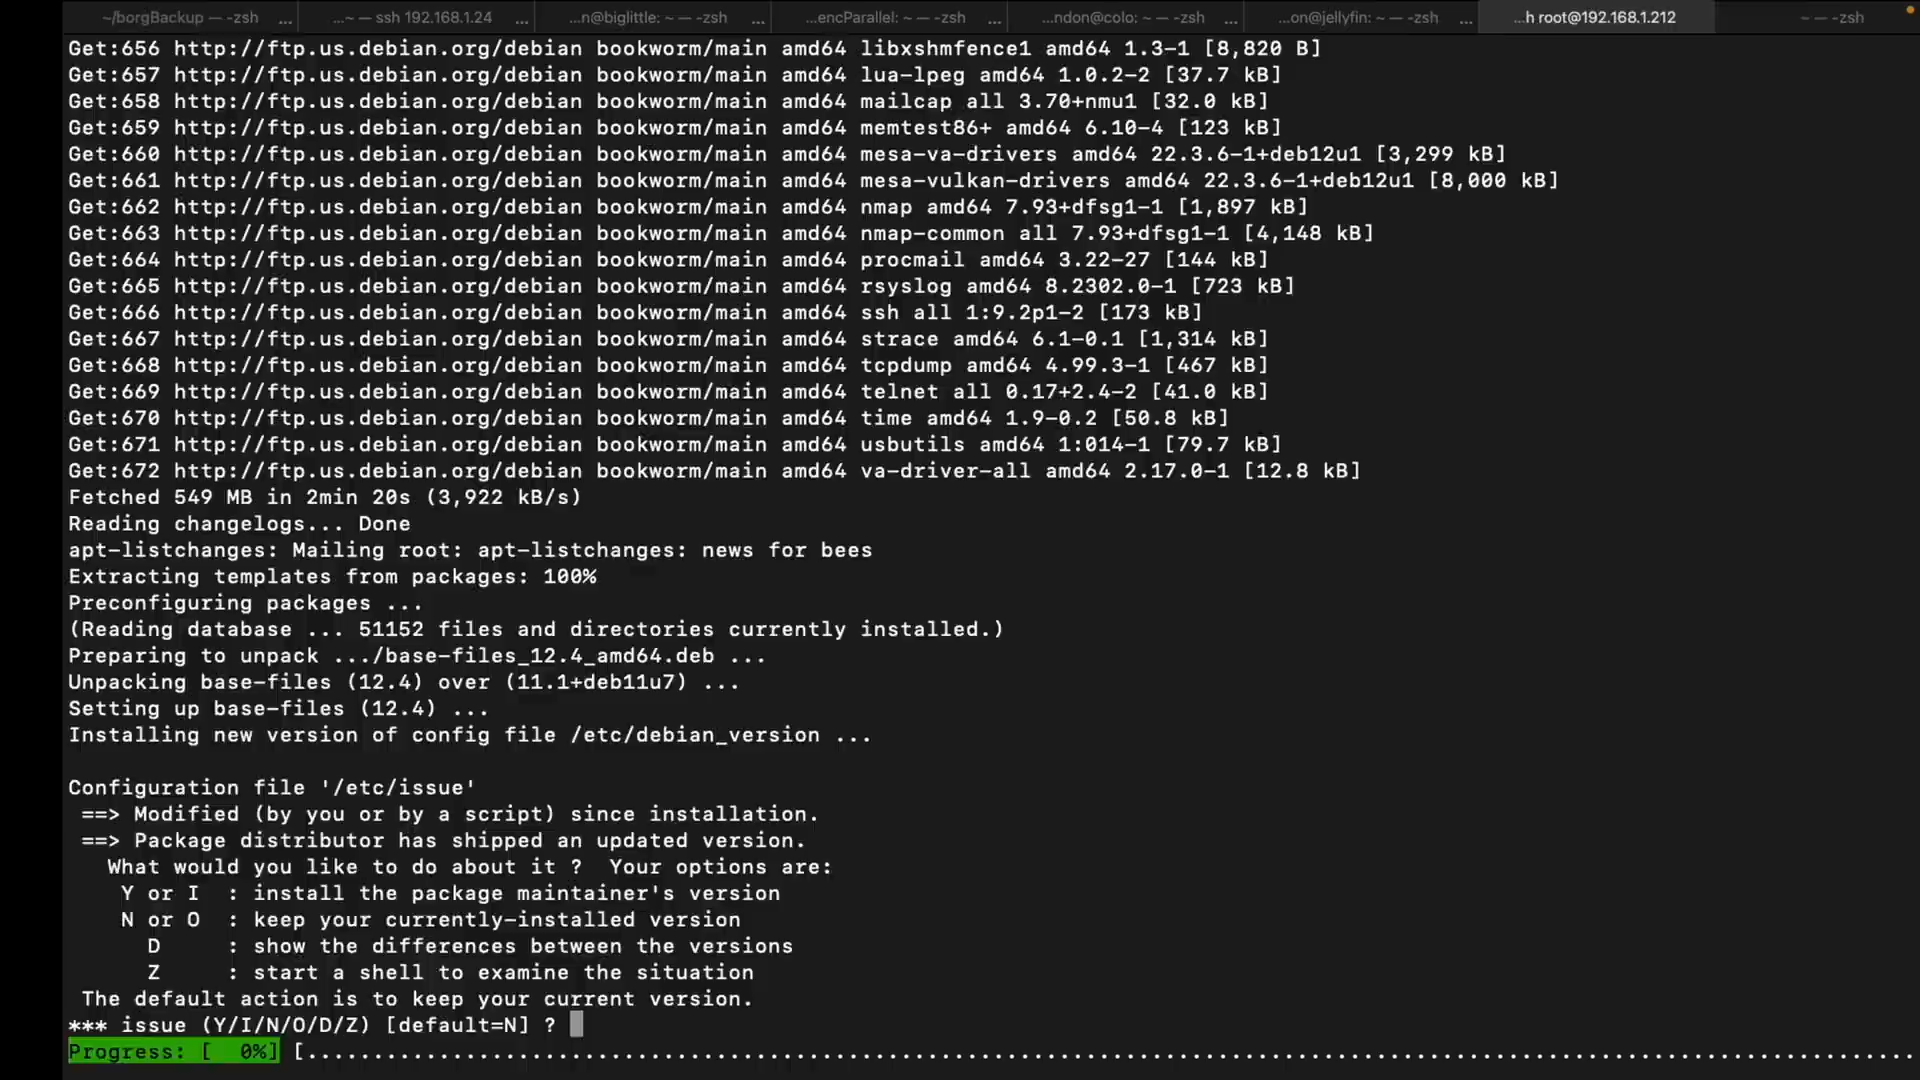 ~/borgBackup — -zsh ... ...~ — ssh 192.168.1.24 ... ...n@biglittle: ~ — -zsh ... ...encParallel: ~ — -zsh ... ...ndon@colo: ~ — -zsh ... ...on@jellyfin: ~ — -zsh ... ...h root@192.168.1.212 ~ — -zsh
Get:656 http://ftp.us.debian.org/debian bookworm/main amd64 libxshmfence1 amd64 1.3-1 [8,820 B]
Get:657 http://ftp.us.debian.org/debian bookworm/main amd64 lua-lpeg amd64 1.0.2-2 [37.7 kB]
Get:658 http://ftp.us.debian.org/debian bookworm/main amd64 mailcap all 3.70+nmu1 [32.0 kB]
Get:659 http://ftp.us.debian.org/debian bookworm/main amd64 memtest86+ amd64 6.10-4 [123 kB]
Get:660 http://ftp.us.debian.org/debian bookworm/main amd64 mesa-va-drivers amd64 22.3.6-1+deb12u1 [3,299 kB]
Get:661 http://ftp.us.debian.org/debian bookworm/main amd64 mesa-vulkan-drivers amd64 22.3.6-1+deb12u1 [8,000 kB]
Get:662 http://ftp.us.debian.org/debian bookworm/main amd64 nmap amd64 7.93+dfsg1-1 [1,897 kB]
Get:663 http://ftp.us.debian.org/debian bookworm/main amd64 nmap-common all 7.93+dfsg1-1 [4,148 kB]
Get:664 http://ftp.us.debian.org/debian bookworm/main amd64 procmail amd64 3.22-27 [144 kB]
Get:665 http://ftp.us.debian.org/debian bookworm/main amd64 rsyslog amd64 8.2302.0-1 [723 kB]
Get:666 http://ftp.us.debian.org/debian bookworm/main amd64 ssh all 1:9.2p1-2 [173 kB]
Get:667 http://ftp.us.debian.org/debian bookworm/main amd64 strace amd64 6.1-0.1 [1,314 kB]
Get:668 http://ftp.us.debian.org/debian bookworm/main amd64 tcpdump amd64 4.99.3-1 [467 kB]
Get:669 http://ftp.us.debian.org/debian bookworm/main amd64 telnet all 0.17+2.4-2 [41.0 kB]
Get:670 http://ftp.us.debian.org/debian bookworm/main amd64 time amd64 1.9-0.2 [50.8 kB]
Get:671 http://ftp.us.debian.org/debian bookworm/main amd64 usbutils amd64 1:014-1 [79.7 kB]
Get:672 http://ftp.us.debian.org/debian bookworm/main amd64 va-driver-all amd64 2.17.0-1 [12.8 kB]
Fetched 549 MB in 2min 20s (3,922 kB/s)
Reading changelogs... Done
apt-listchanges: Mailing root: apt-listchanges: news for bees
Extracting templates from packages: 100%
Preconfiguring packages ...
(Reading database ... 51152 files and directories currently installed.)
Preparing to unpack .../base-files_12.4_amd64.deb ...
Unpacking base-files (12.4) over (11.1+deb11u7) ...
Setting up base-files (12.4) ...
Installing new version of config file /etc/debian_version ...
Configuration file '/etc/issue'
==> Modified (by you or by a script) since installation.
==> Package distributor has shipped an updated version.
What would you like to do about it ?  Your options are:
Y or I  : install the package maintainer's version
N or O  : keep your currently-installed version
D     : show the differences between the versions
Z     : start a shell to examine the situation
The default action is to keep your current version.
*** issue (Y/I/N/O/D/Z) [default=N] ?
Progress: [  0%] [..........................................................................................................................